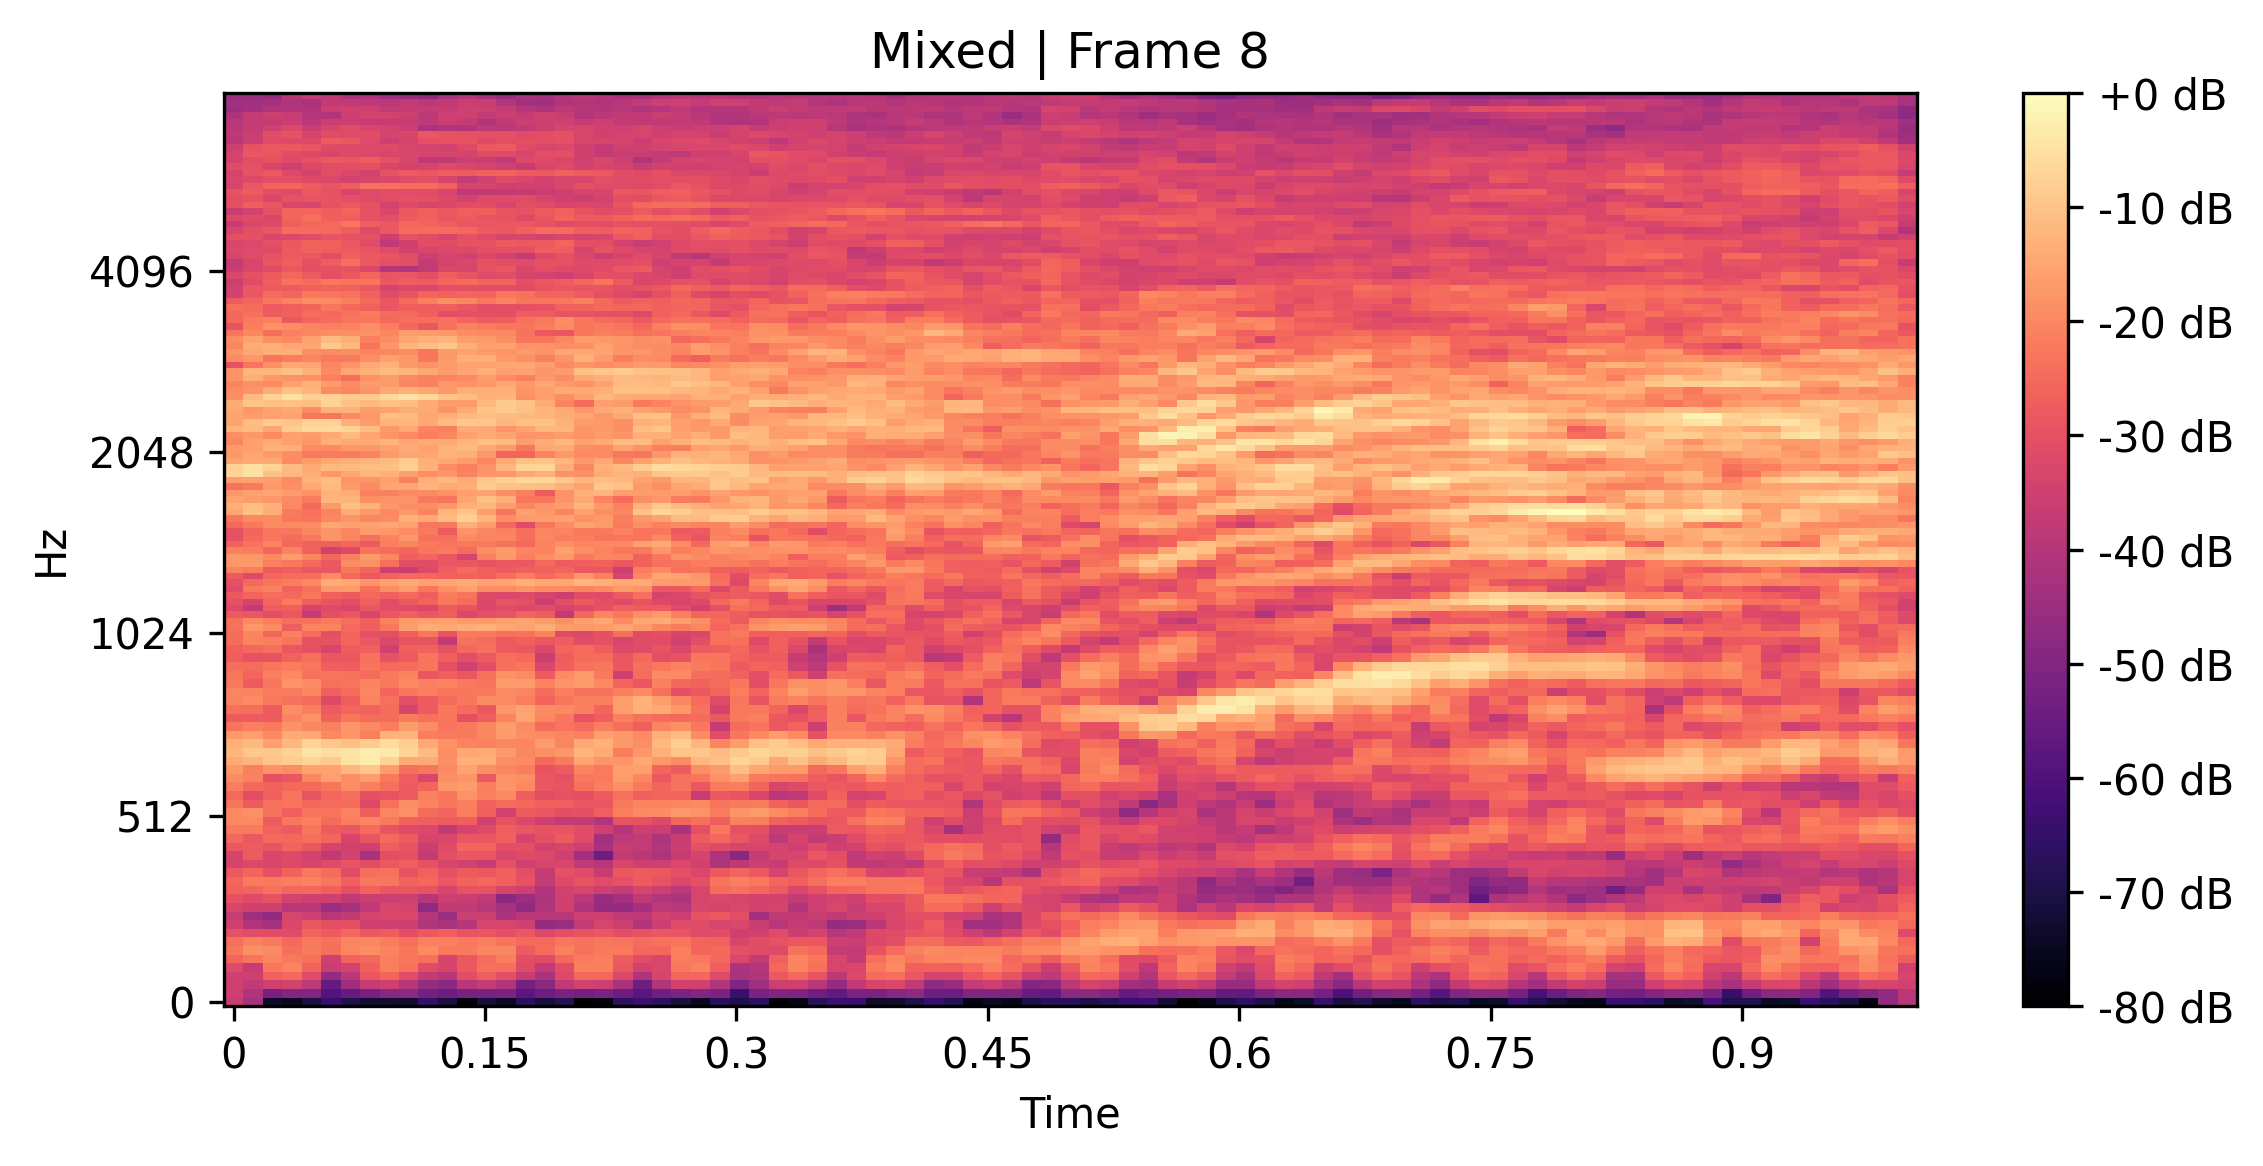 Mixed | Frame 8
+0 dB
-10 dB
-20 dB
-30 dB
-40 dB
-50 dB
-60 dB
-70 dB
-80 dB
4096
2048
1024
512
0
Hz
0 0.15 0.3 0.45 0.6 0.75 0.9
Time